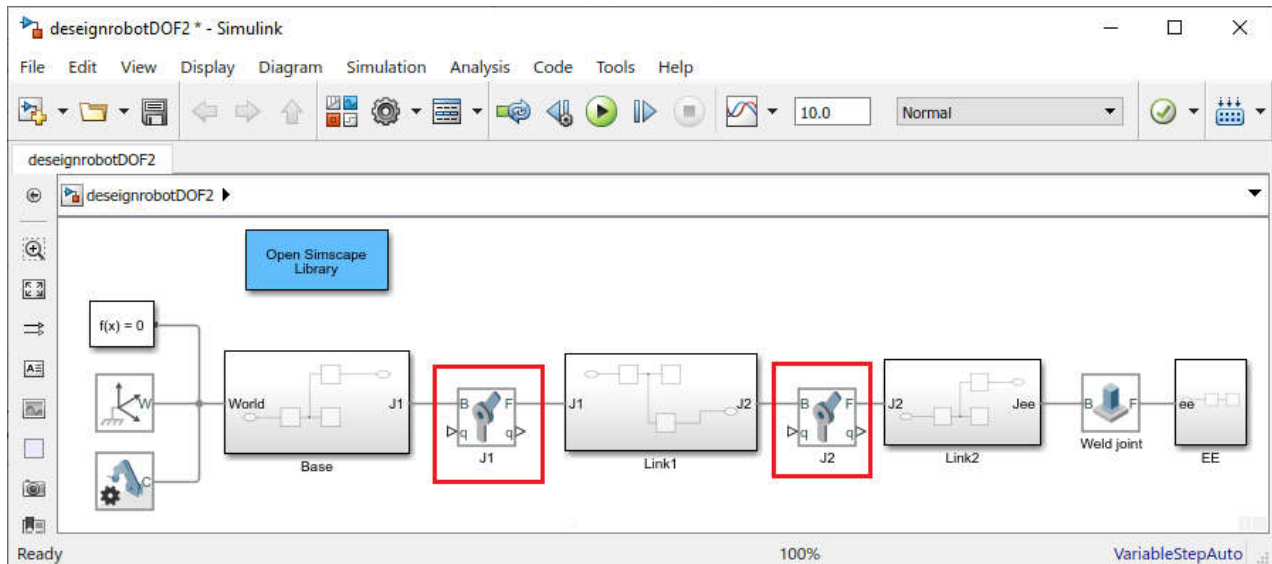 deseignrobotDOF2 * - Simulink
File Edit View Display Diagram Simulation Analysis Code Tools Help
10.0 Normal
deseignrobotDOF2
deseignrobotDOF2
Open Simscape
Library
f(x) = 0
W World J1 B F J1 J2 B F J2 Jee B F ee
q q q q
C
Base J1 Link1 J2 Link2 Weld joint EE
Ready 100% VariableStepAuto